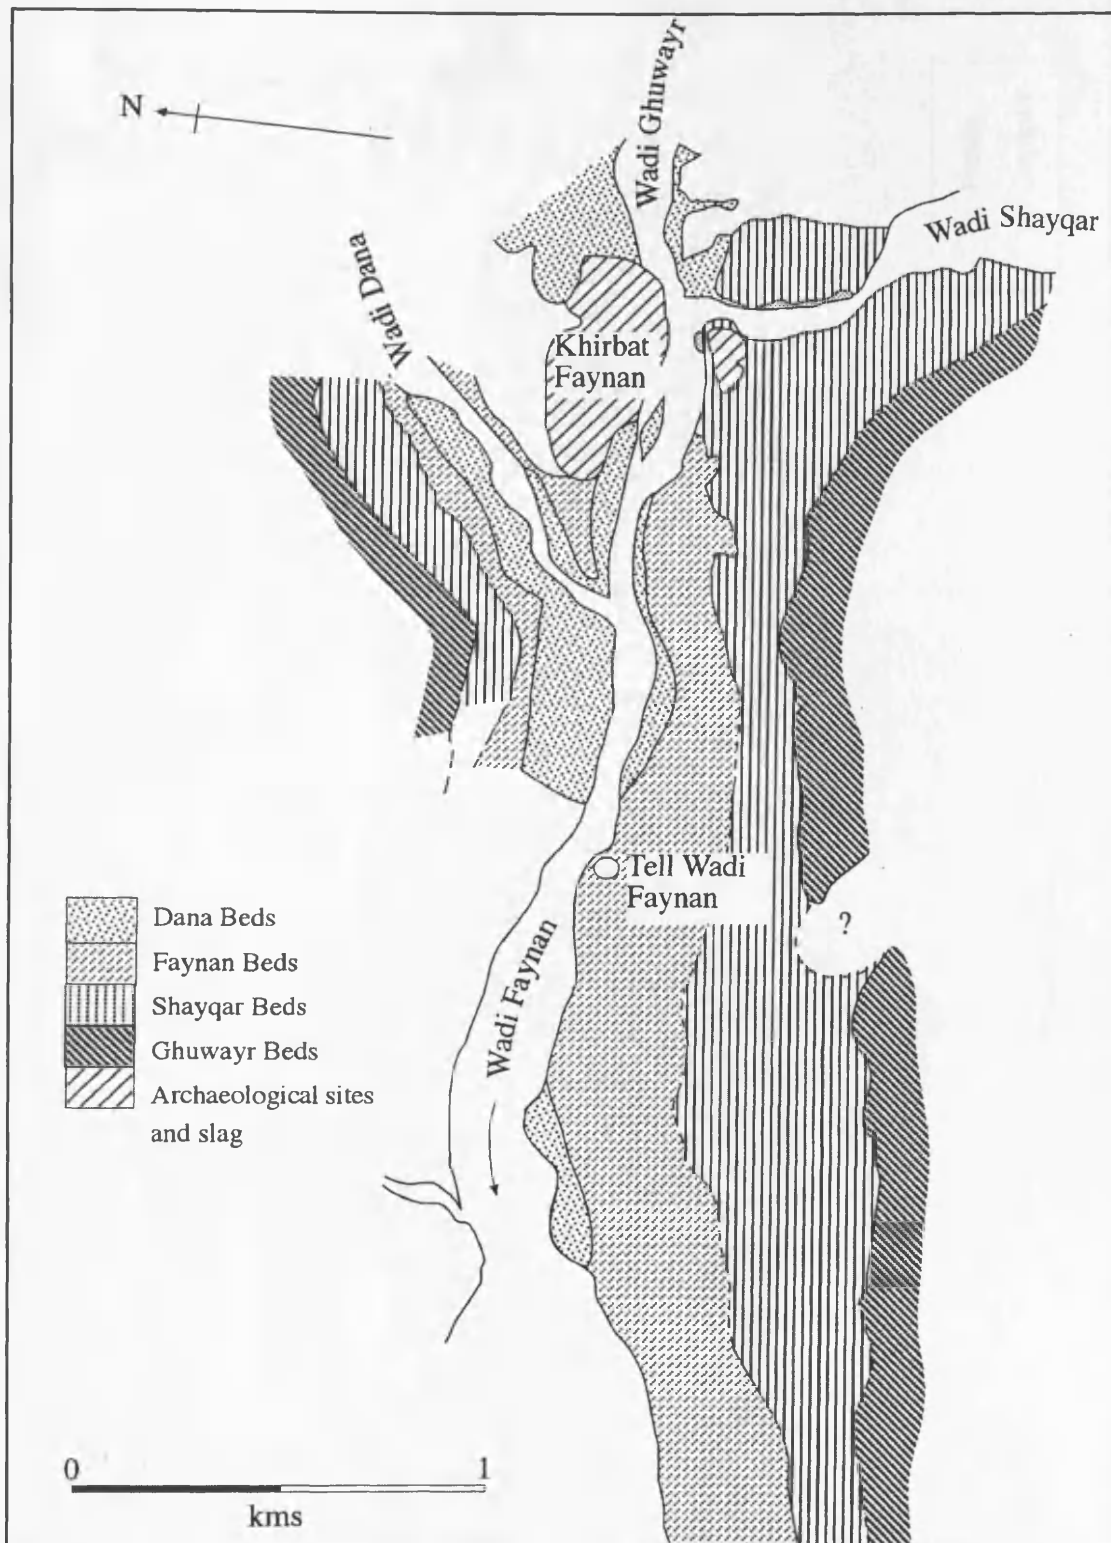 N
Wadi Ghuwayr
Wadi Shayqar
Wadi Dana
Khirbat
Faynan
Tell Wadi
Faynan
?
Wadi Faynan
Dana Beds
Faynan Beds
Shayqar Beds
Ghuwayr Beds
Archaeological sites
and slag
0 1
kms